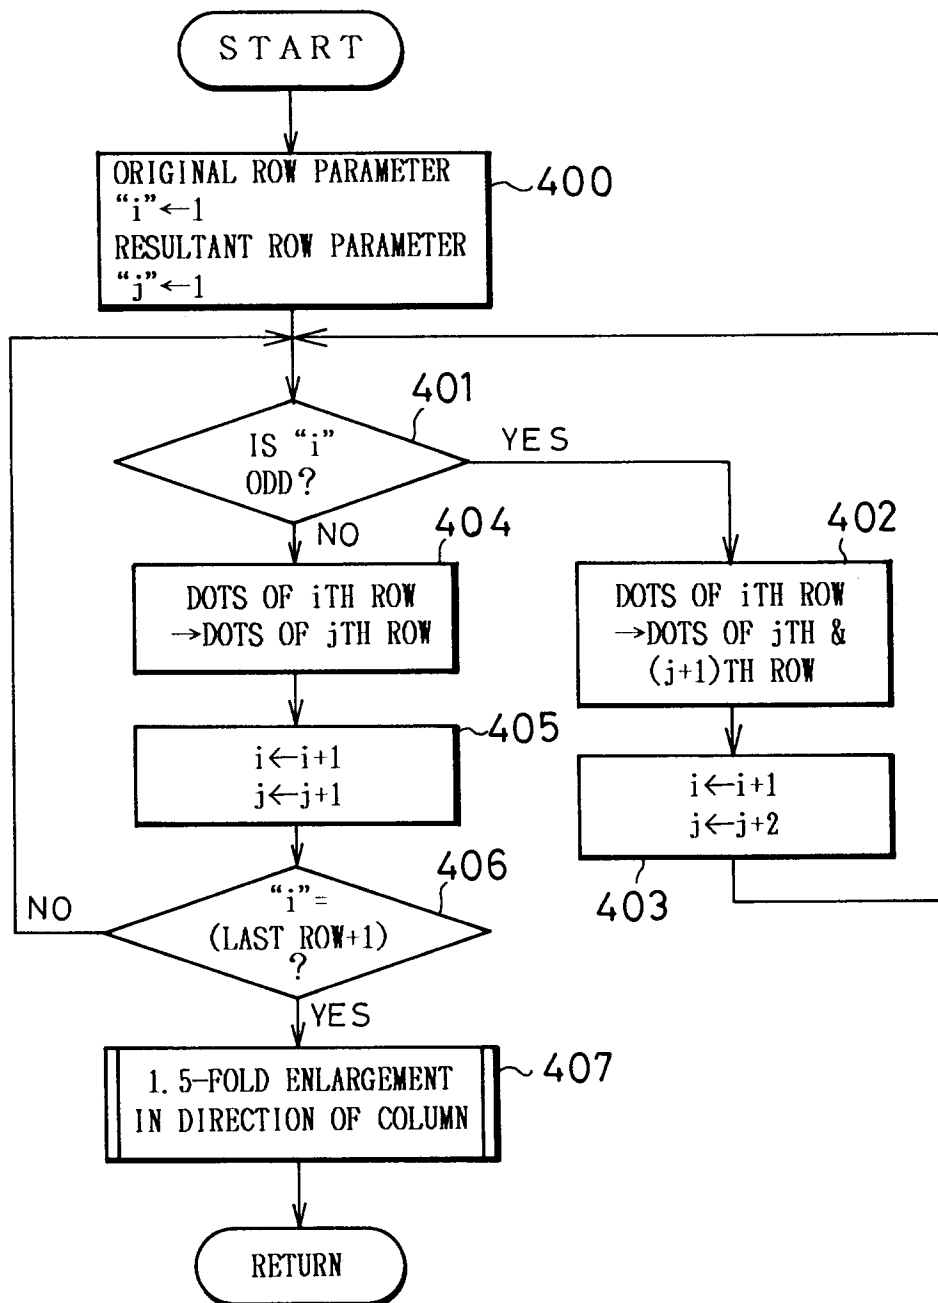 START
ORIGINAL ROW PARAMETER
“i”←1
RESULTANT ROW PARAMETER
“j”←1
400
401
IS “i”
ODD?
YES
NO
404
402
DOTS OF iTH ROW
→DOTS OF jTH ROW
DOTS OF iTH ROW
→DOTS OF jTH &
(j+1)TH ROW
405
i←i+1
j←j+1
i←i+1
j←j+2
403
406
“i”=
(LAST ROW+1)
?
NO
YES
407
1.5-FOLD ENLARGEMENT
IN DIRECTION OF COLUMN
RETURN